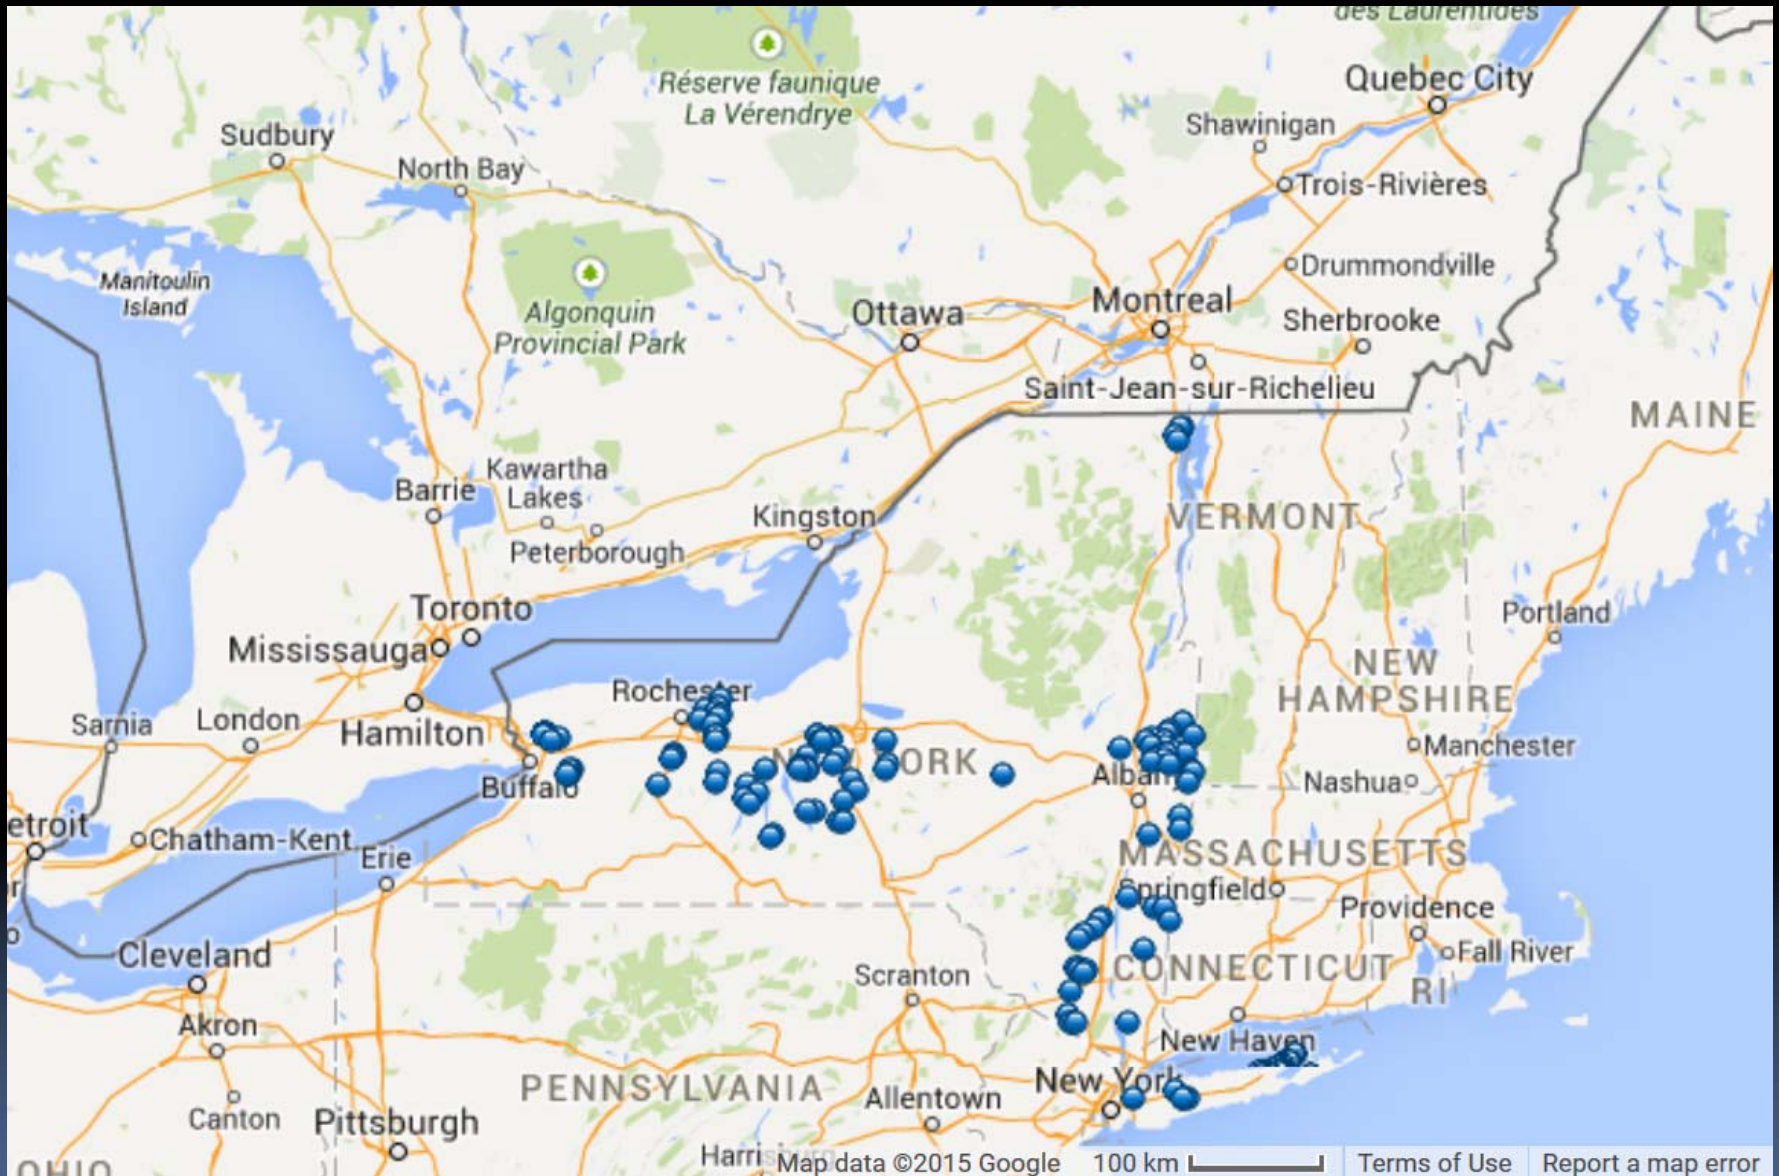 des Laurentides
Réserve faunique
La Vérendrye
Quebec City
Shawinigan
Sudbury
North Bay
Trois-Rivières
Drummondville
Manitoulin
Island
Algonquin
Provincial Park
Ottawa
Montreal
Sherbrooke
Saint-Jean-sur-Richelieu
MAINE
Kawartha
Lakes
Barrie
Kingston
VERMONT
Peterborough
Toronto
Portland
Mississauga
NEW
HAMPSHIRE
Rochester
Sarnia
London
Hamilton
Manchester
NEW YORK
Albany
Nashua
Buffalo
etroit
Chatham-Kent
Erie
MASSACHUSETTS
Springfield
Providence
Cleveland
Fall River
Scranton
CONNECTICUT
RI
Akron
New Haven
New York
PENNSYLVANIA
Allentown
Canton
Pittsburgh
Harrisburg
OHIO
Map data ©2015 Google
100 km
Terms of Use
Report a map error